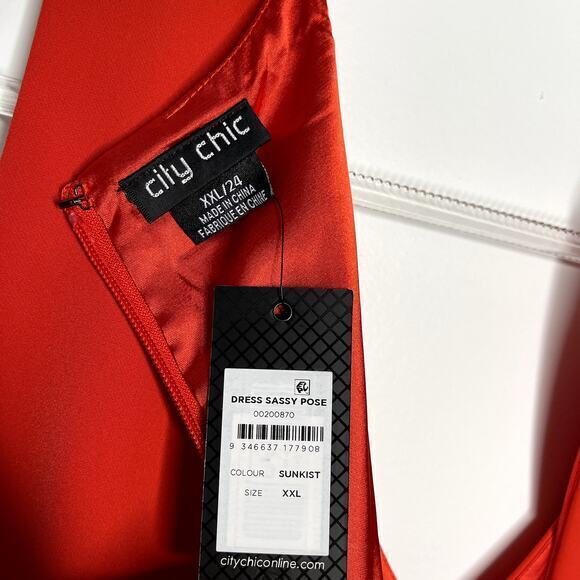 city chic
XXL/24
MADE IN CHINA
FABRIQUE EN CHINE
DRESS SASSY POSE
00200870
9 346637 177908
COLOUR SUNKIST
SIZE XXL
citychiconline.com